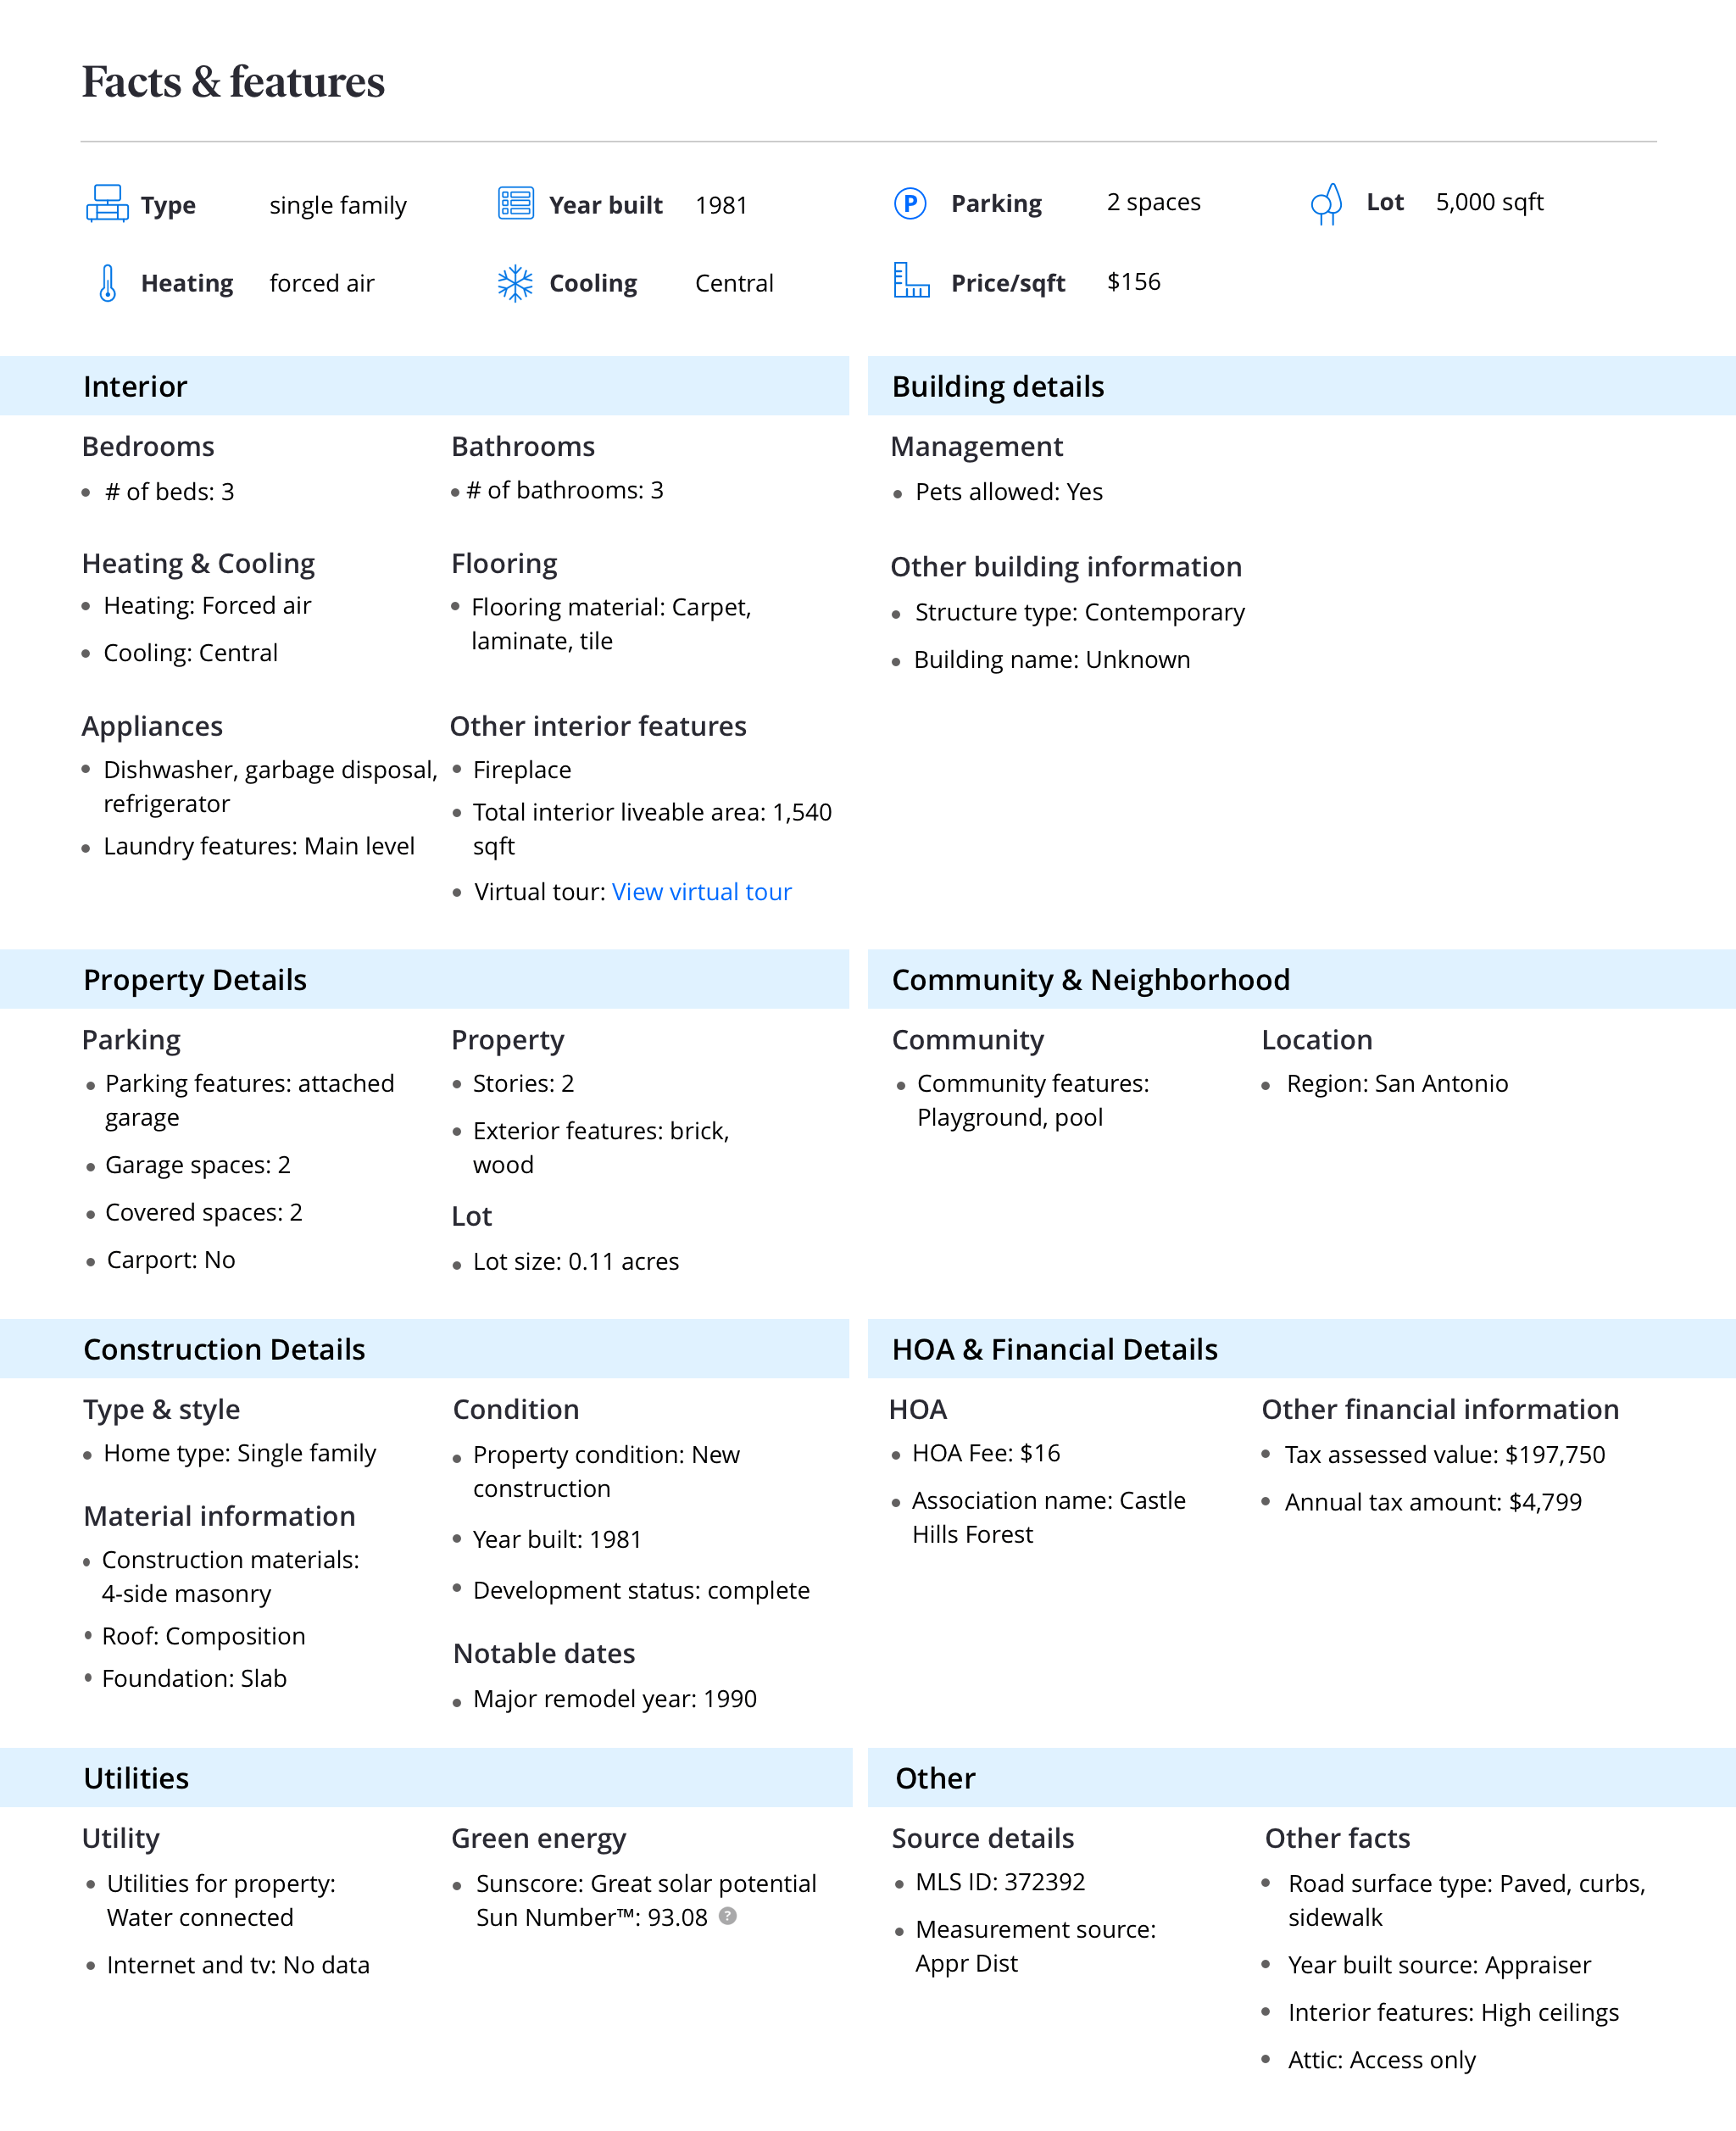 Facts & features
Type single family
Year built 1981
P Parking 2 spaces
Lot 5,000 sqft
Heating forced air
Cooling Central
Price/sqft $156
Interior
Bedrooms
# of beds: 3
Bathrooms
# of bathrooms: 3
Heating & Cooling
Heating: Forced air
Cooling: Central
Flooring
Flooring material: Carpet,
laminate, tile
Appliances
Dishwasher, garbage disposal,
refrigerator
Laundry features: Main level
Other interior features
Fireplace
Total interior liveable area: 1,540
sqft
Virtual tour: View virtual tour
Building details
Management
Pets allowed: Yes
Other building information
Structure type: Contemporary
Building name: Unknown
Property Details
Parking
Parking features: attached
garage
Garage spaces: 2
Covered spaces: 2
Carport: No
Property
Stories: 2
Exterior features: brick,
wood
Lot
Lot size: 0.11 acres
Community & Neighborhood
Community
Community features:
Playground, pool
Location
Region: San Antonio
Construction Details
Type & style
Home type: Single family
Material information
Construction materials:
4-side masonry
Roof: Composition
Foundation: Slab
Condition
Property condition: New
construction
Year built: 1981
Development status: complete
Notable dates
Major remodel year: 1990
HOA & Financial Details
HOA
HOA Fee: $16
Association name: Castle
Hills Forest
Other financial information
Tax assessed value: $197,750
Annual tax amount: $4,799
Utilities
Utility
Utilities for property:
Water connected
Internet and tv: No data
Green energy
Sunscore: Great solar potential
Sun Number™: 93.08 ?
Other
Source details
MLS ID: 372392
Measurement source:
Appr Dist
Other facts
Road surface type: Paved, curbs,
sidewalk
Year built source: Appraiser
Interior features: High ceilings
Attic: Access only